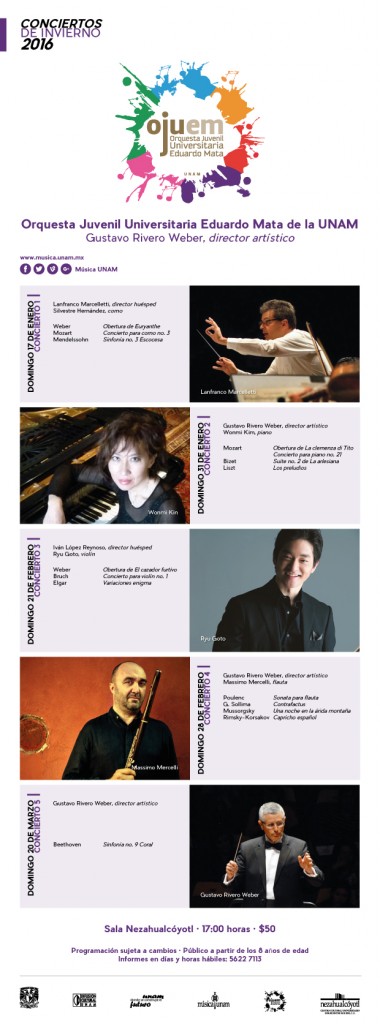 CONCIERTOS
DE INVIERNO
2016
ojuem
Orquesta Juvenil
Universitaria
Eduardo Mata
UNAM
Orquesta Juvenil Universitaria Eduardo Mata de la UNAM
Gustavo Rivero Weber, director artístico
www.musica.unam.mx
Música UNAM
DOMINGO 17 DE ENERO
CONCIERTO 1
Lanfranco Marcelletti, director huésped
Silvestre Hernández, corno
Weber Obertura de Euryanthe
Mozart Concierto para corno no. 3
Mendelssohn Sinfonía no. 3 Escocesa
Lanfranco Marcelletti
Wonmi Kin
DOMINGO 31 DE ENERO
CONCIERTO 2
Gustavo Rivero Weber, director artístico
Wonmi Kim, piano
Mozart Obertura de La clemenza di Tito
Concierto para piano no. 21
Bizet Suite no. 2 de La arlesiana
Liszt Los preludios
DOMINGO 21 DE FEBRERO
CONCIERTO 3
Iván López Reynoso, director huésped
Ryu Goto, violín
Weber Obertura de El cazador furtivo
Bruch Concierto para violín no. 1
Elgar Variaciones enigma
Ryu Goto
Massimo Mercelli
DOMINGO 28 DE FEBRERO
CONCIERTO 4
Gustavo Rivero Weber, director artístico
Massimo Mercelli, flauta
Poulenc Sonata para flauta
G. Sollima Contrafactus
Mussorgsky Una noche en la árida montaña
Rimsky-Korsakov Capricho español
DOMINGO 20 DE MARZO
CONCIERTO 5
Gustavo Rivero Weber, director artístico
Beethoven Sinfonía no. 9 Coral
Gustavo Rivero Weber
Sala Nezahualcóyotl · 17:00 horas · $50
Programación sujeta a cambios · Público a partir de los 8 años de edad
Informes en días y horas hábiles: 5622 7113
música|unam
nezahualcóyotl